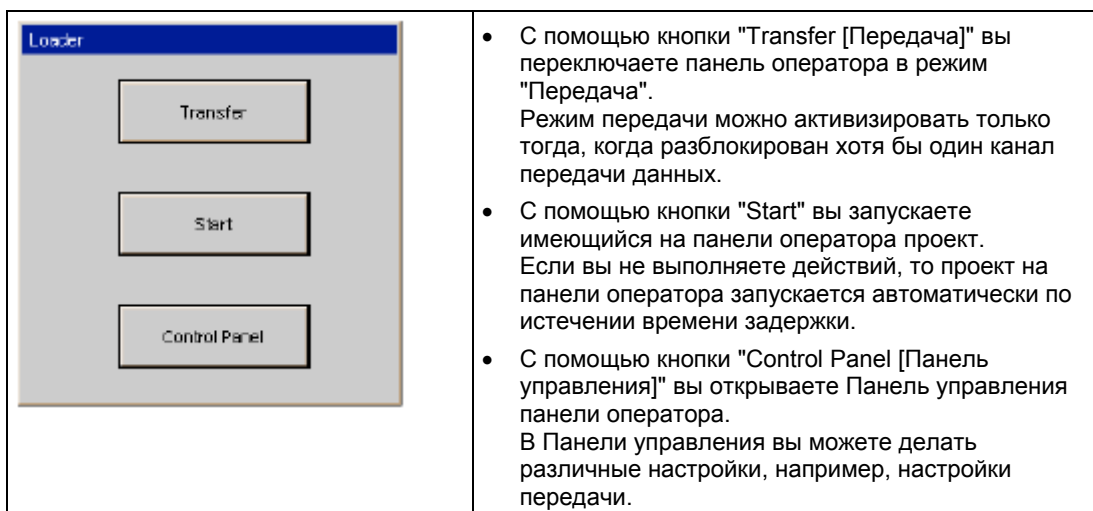 Loader
Transfer
Start
Control Panel
• С помощью кнопки "Transfer [Передача]" вы
переключаете панель оператора в режим
"Передача".
Режим передачи можно активизировать только
тогда, когда разблокирован хотя бы один канал
передачи данных.
• С помощью кнопки "Start" вы запускаете
имеющийся на панели оператора проект.
Если вы не выполняете действий, то проект на
панели оператора запускается автоматически по
истечении времени задержки.
• С помощью кнопки "Control Panel [Панель
управления]" вы открываете Панель управления
панели оператора.
В Панели управления вы можете делать
различные настройки, например, настройки
передачи.